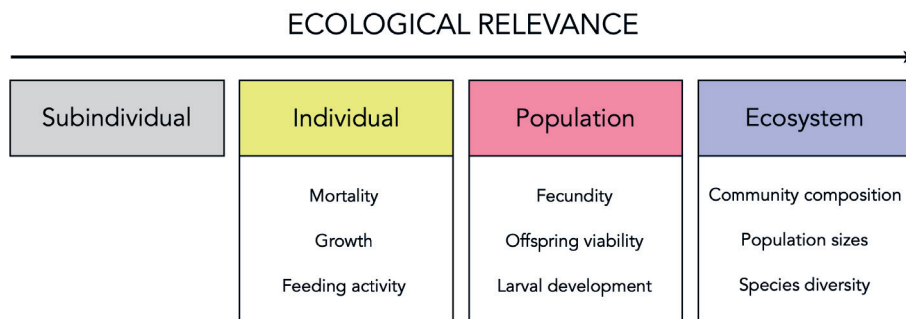 ECOLOGICAL RELEVANCE
Subindividual
Individual
Mortality
Growth
Feeding activity
Population
Fecundity
Offspring viability
Larval development
Ecosystem
Community composition
Population sizes
Species diversity